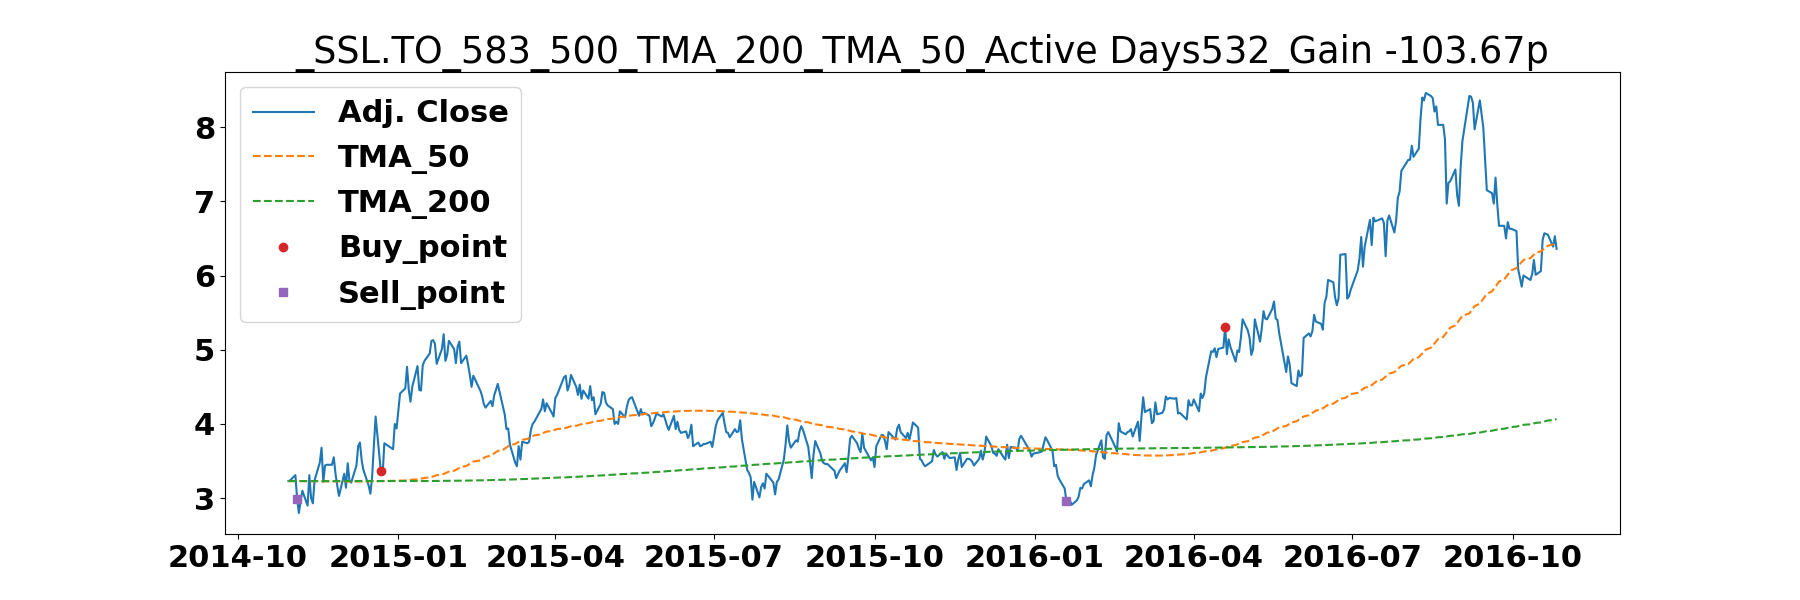 _SSL.TO_583_500_TMA_200_TMA_50_Active Days532_Gain -103.67p
Adj. Close
TMA_50
TMA_200
Buy_point
Sell_point
8
7
6
5
4
3
2014-10 2015-01 2015-04 2015-07 2015-10 2016-01 2016-04 2016-07 2016-10